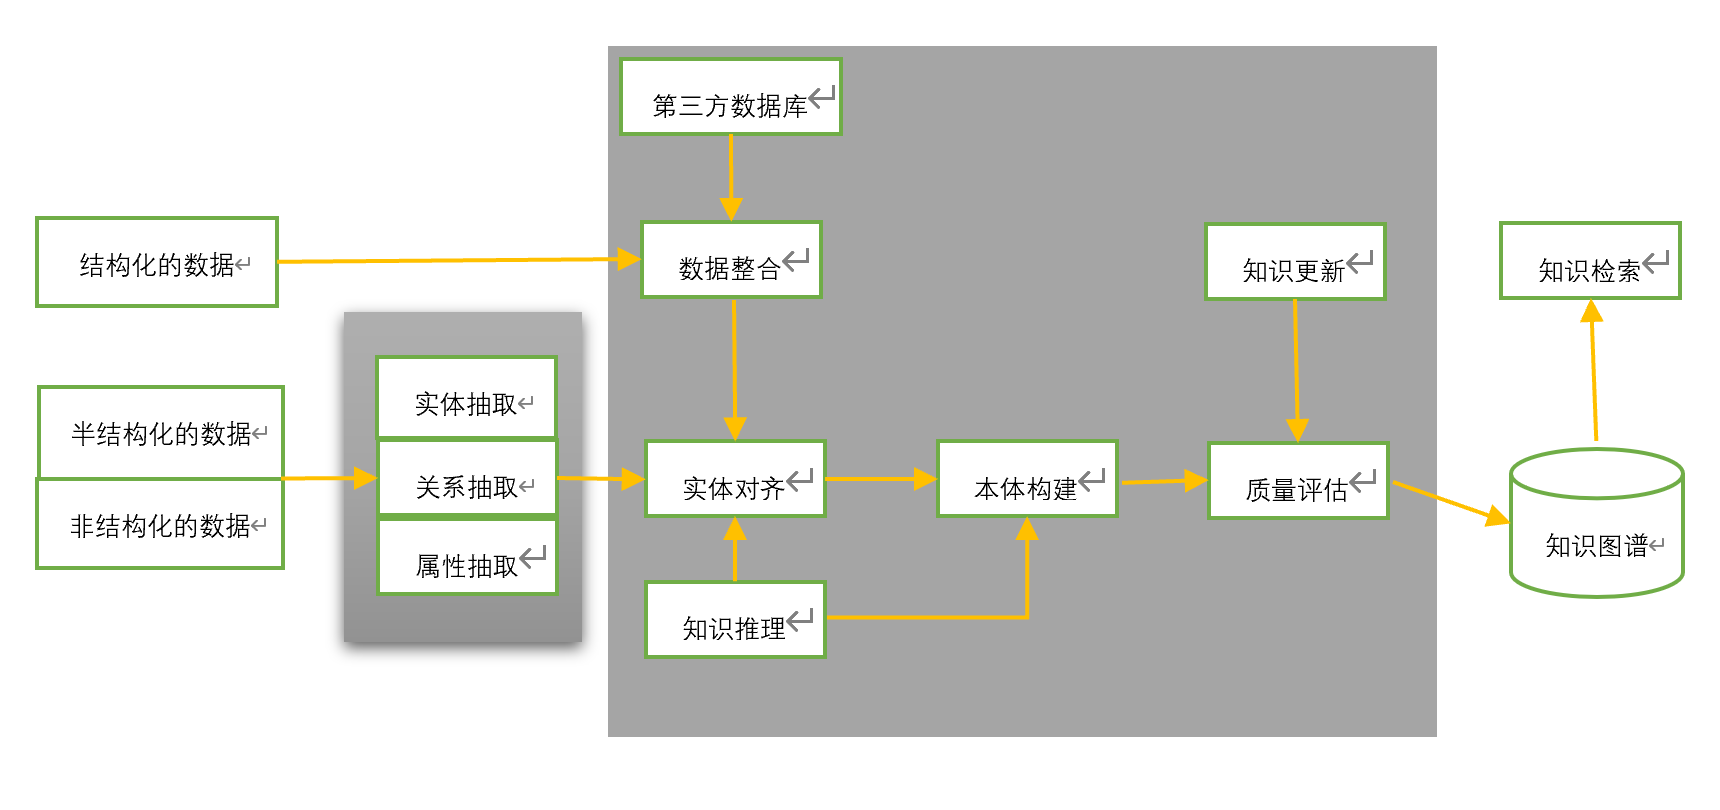 第三方数据库
结构化的数据
数据整合
知识更新
知识检索
实体抽取
半结构化的数据
关系抽取
实体对齐
本体构建
质量评估
非结构化的数据
知识图谱
属性抽取
知识推理